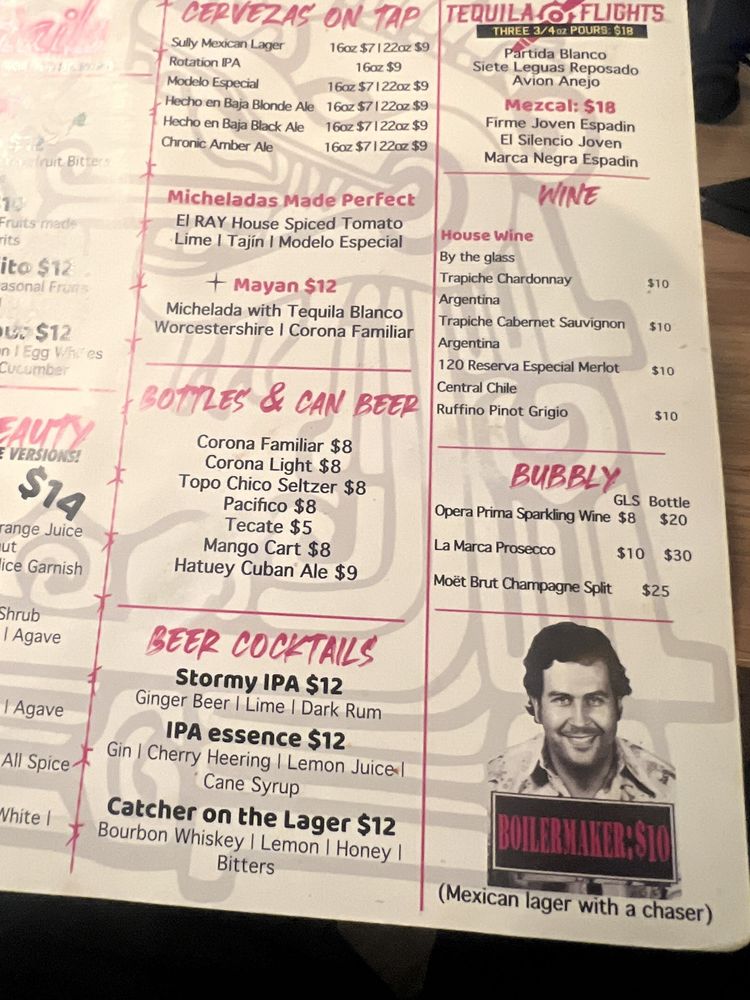 $12
fruit Bitters
Fruits made
rits
ito $12
asonal Fruits
$12
n | Egg Whites
Cucumber
EAUTY
E VERSIONS!
$14
range Juice
ut
lice Garnish
Shrub
| Agave
| Agave
All Spice
White |
CERVEZAS ON TAP
Sully Mexican Lager 16oz $7 | 22oz $9
Rotation IPA 16oz $9
Modelo Especial 16oz $7 | 22oz $9
Hecho en Baja Blonde Ale 16oz $7 | 22oz $9
Hecho en Baja Black Ale 16oz $7 | 22oz $9
Chronic Amber Ale 16oz $7 | 22oz $9
Micheladas Made Perfect
El RAY House Spiced Tomato
Lime | Tajín | Modelo Especial
Mayan $12
Michelada with Tequila Blanco
Worcestershire | Corona Familiar
BOTTLES & CAN BEER
Corona Familiar $8
Corona Light $8
Topo Chico Seltzer $8
Pacifico $8
Tecate $5
Mango Cart $8
Hatuey Cuban Ale $9
BEER COCKTAILS
Stormy IPA $12
Ginger Beer | Lime | Dark Rum
IPA essence $12
Gin | Cherry Heering | Lemon Juice |
Cane Syrup
Catcher on the Lager $12
Bourbon Whiskey | Lemon | Honey |
Bitters
TEQUILA FLIGHTS
THREE 3/4oz POURS: $18
Partida Blanco
Siete Leguas Reposado
Avion Anejo
Mezcal: $18
Firme Joven Espadin
El Silencio Joven
Marca Negra Espadin
WINE
House Wine
By the glass
Trapiche Chardonnay $10
Argentina
Trapiche Cabernet Sauvignon $10
Argentina
120 Reserva Especial Merlot $10
Central Chile
Ruffino Pinot Grigio $10
BUBBLY
GLS Bottle
Opera Prima Sparkling Wine $8 $20
La Marca Prosecco $10 $30
Moët Brut Champagne Split $25
BOILERMAKER:$10
(Mexican lager with a chaser)